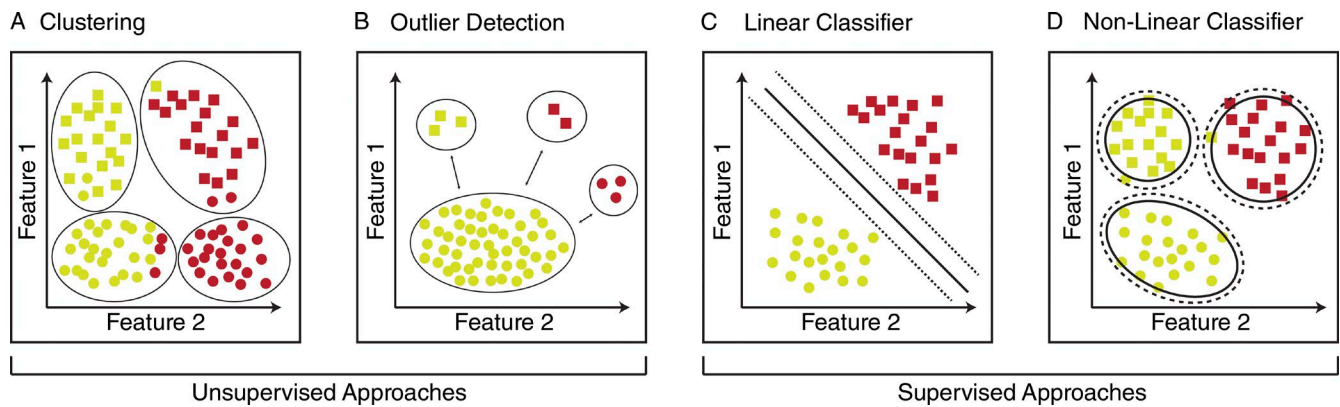 A Clustering
B Outlier Detection
C Linear Classifier
D Non-Linear Classifier
Feature 1
Feature 2
Feature 1
Feature 2
Feature 1
Feature 2
Feature 1
Feature 2
Unsupervised Approaches
Supervised Approaches